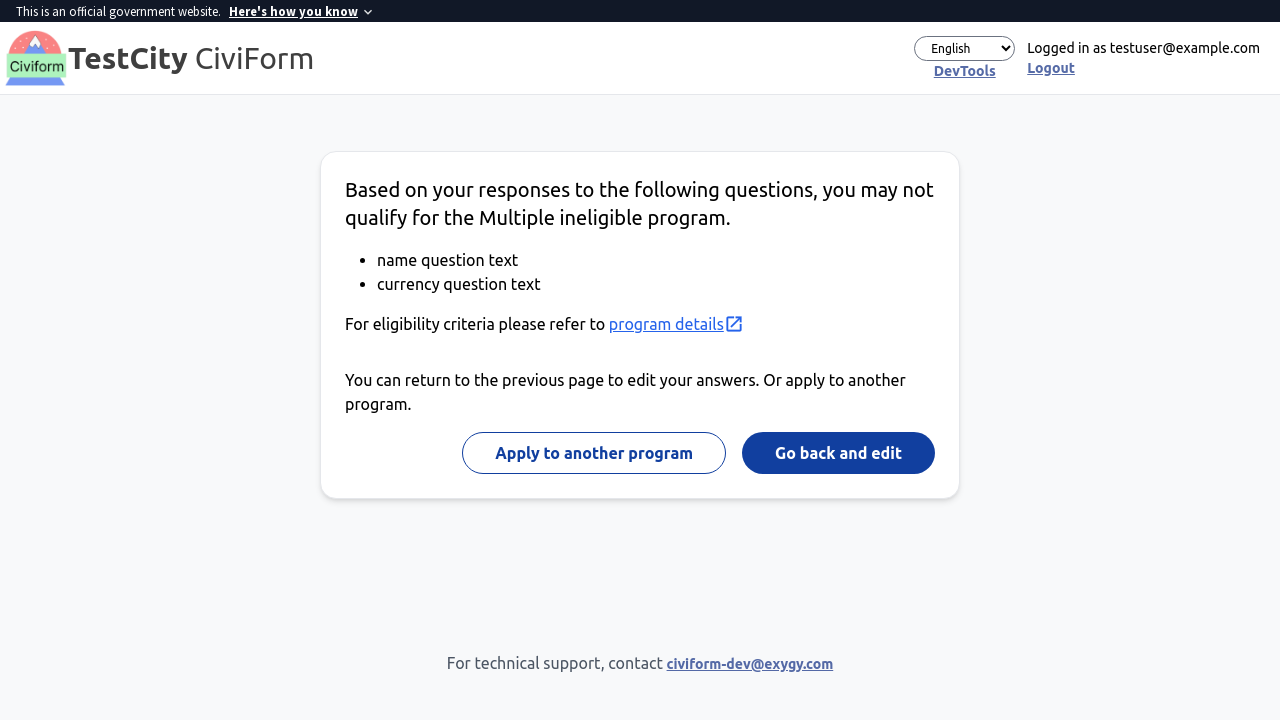 This is an official government website. Here's how you know
Civiform
TestCity CiviForm
English
DevTools
Logged in as testuser@example.com
Logout
Based on your responses to the following questions, you may not
qualify for the Multiple ineligible program.
• name question text
• currency question text
For eligibility criteria please refer to program details
You can return to the previous page to edit your answers. Or apply to another
program.
Apply to another program
Go back and edit
For technical support, contact civiform-dev@exygy.com